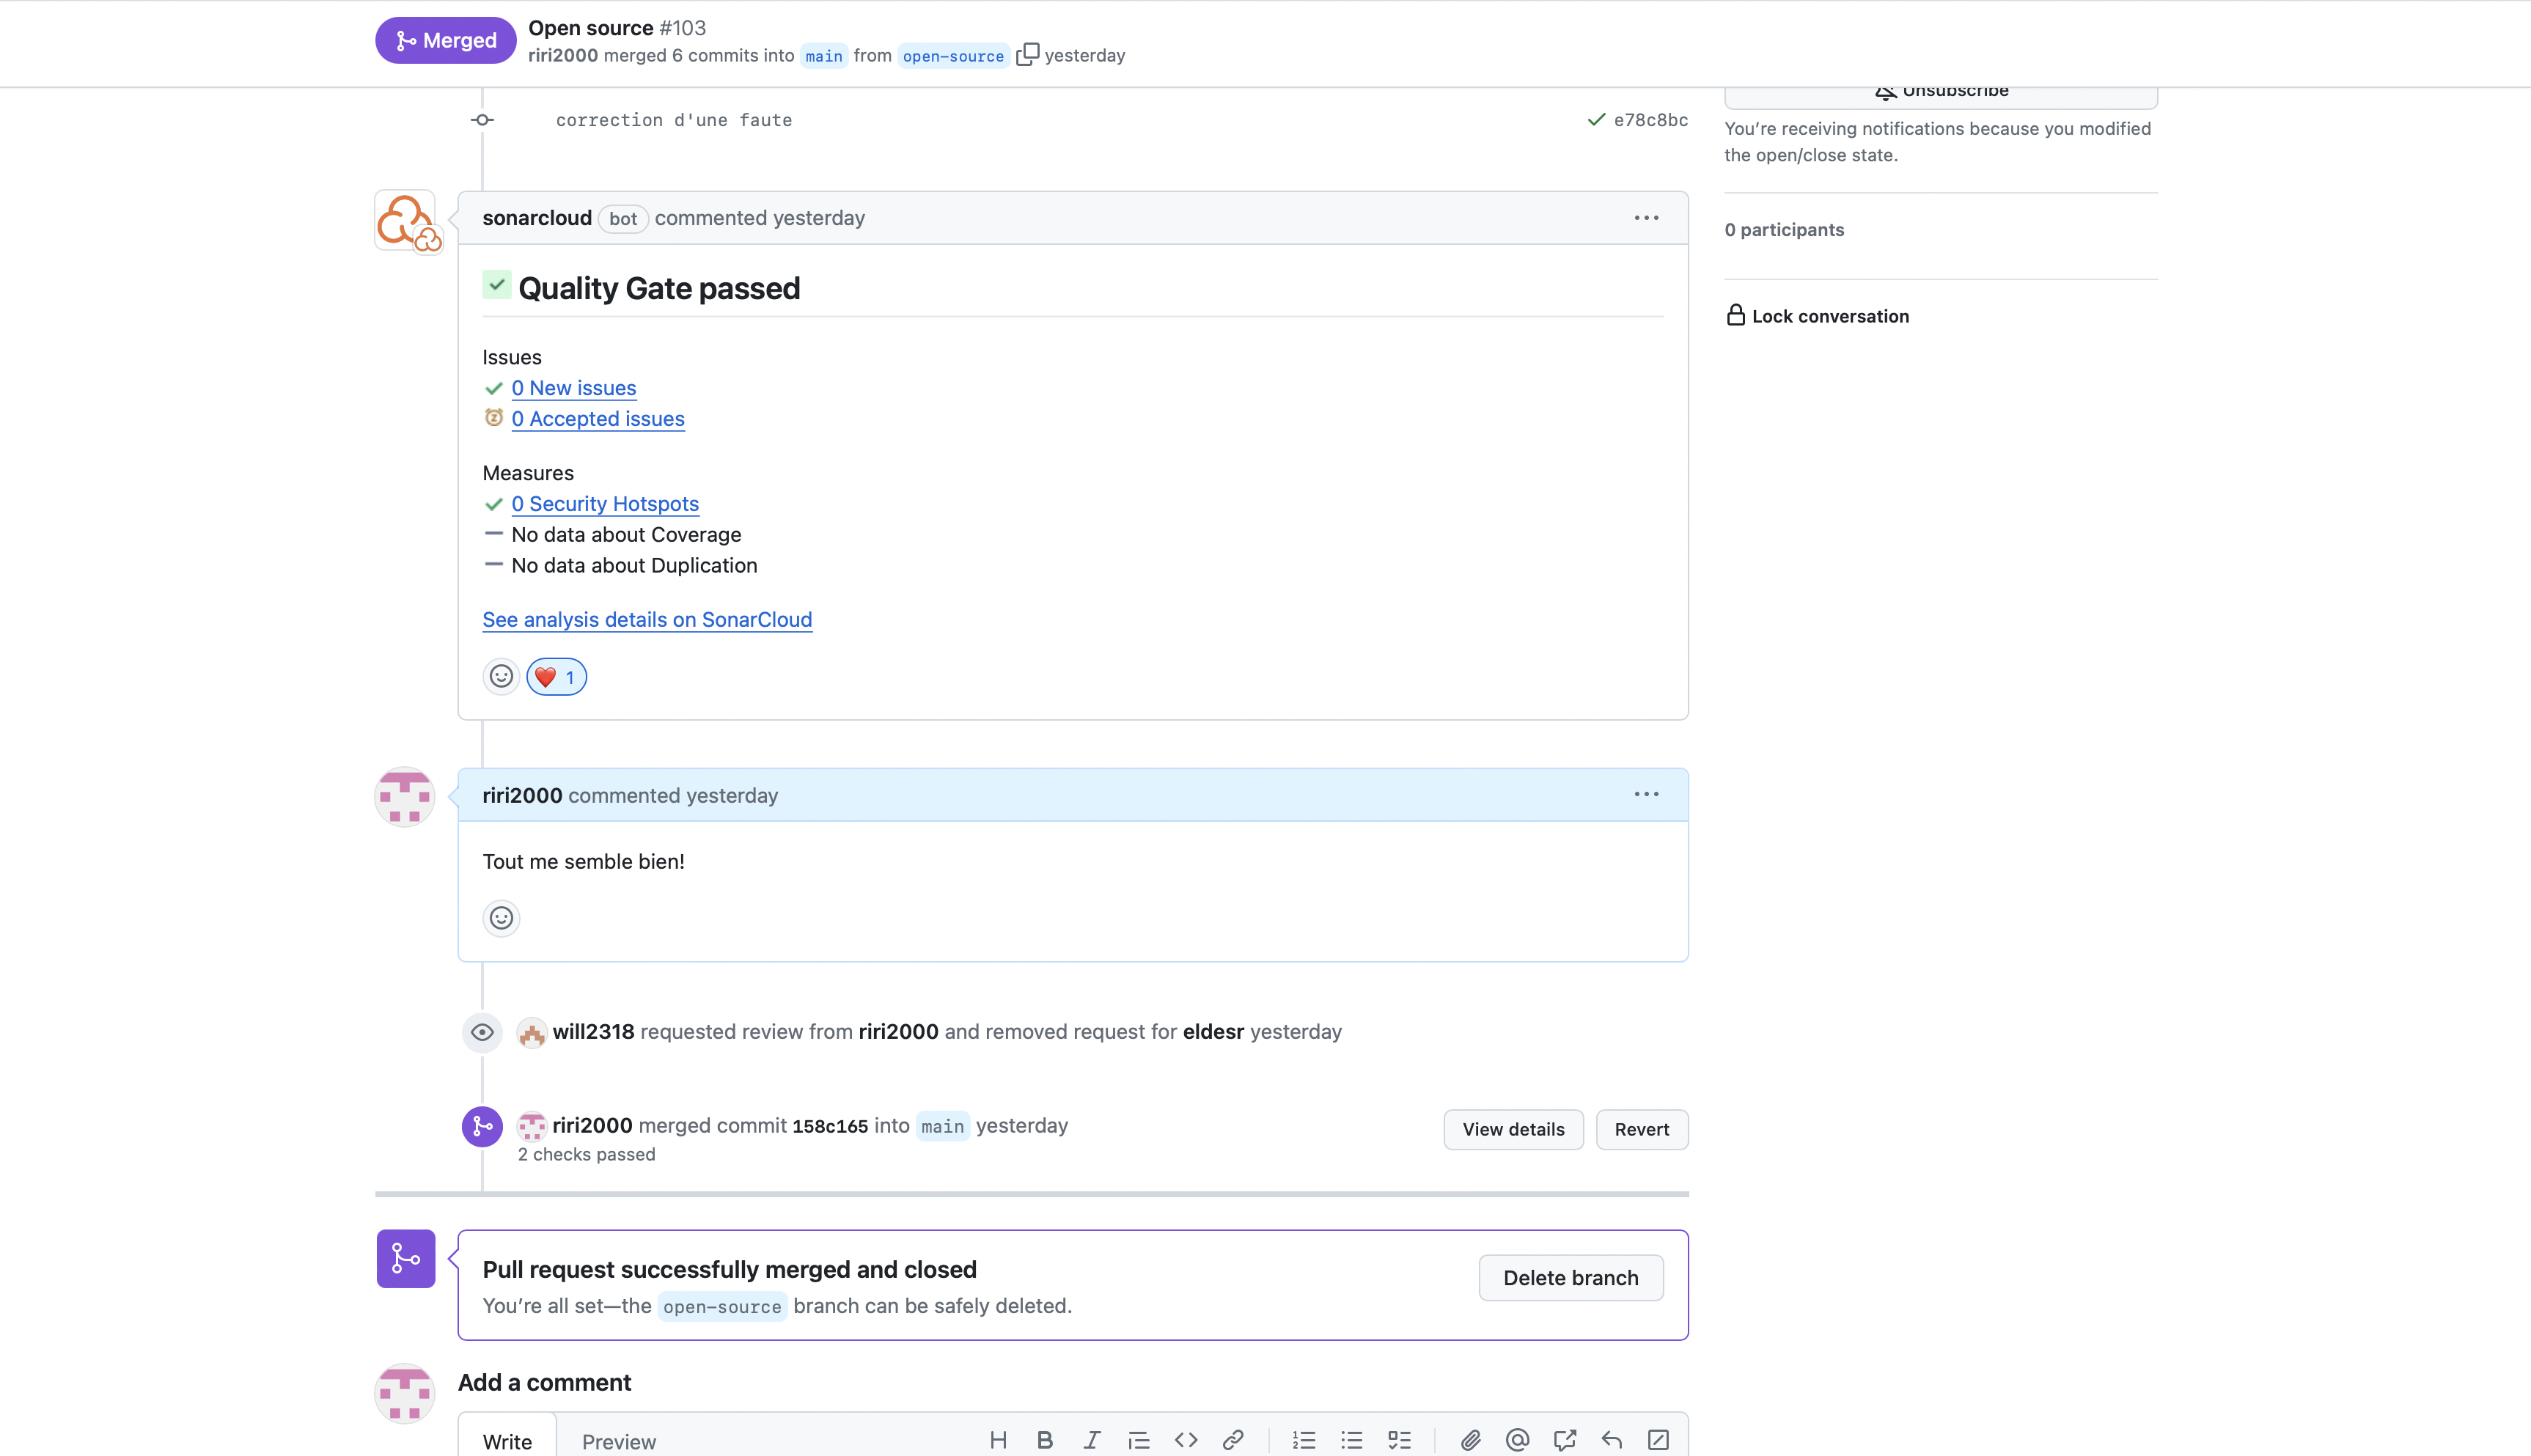 Merged
Open source #103
riri2000 merged 6 commits into main from open-source yesterday
correction d'une faute
e78c8bc
Unsubscribe
You're receiving notifications because you modified
the open/close state.
0 participants
Lock conversation
sonarcloud bot commented yesterday
Quality Gate passed
Issues
0 New issues
0 Accepted issues
Measures
0 Security Hotspots
No data about Coverage
No data about Duplication
See analysis details on SonarCloud
1
riri2000 commented yesterday
Tout me semble bien!
will2318 requested review from riri2000 and removed request for eldesr yesterday
riri2000 merged commit 158c165 into main yesterday
2 checks passed
View details
Revert
Pull request successfully merged and closed
You're all set—the open-source branch can be safely deleted.
Delete branch
Add a comment
Write
Preview